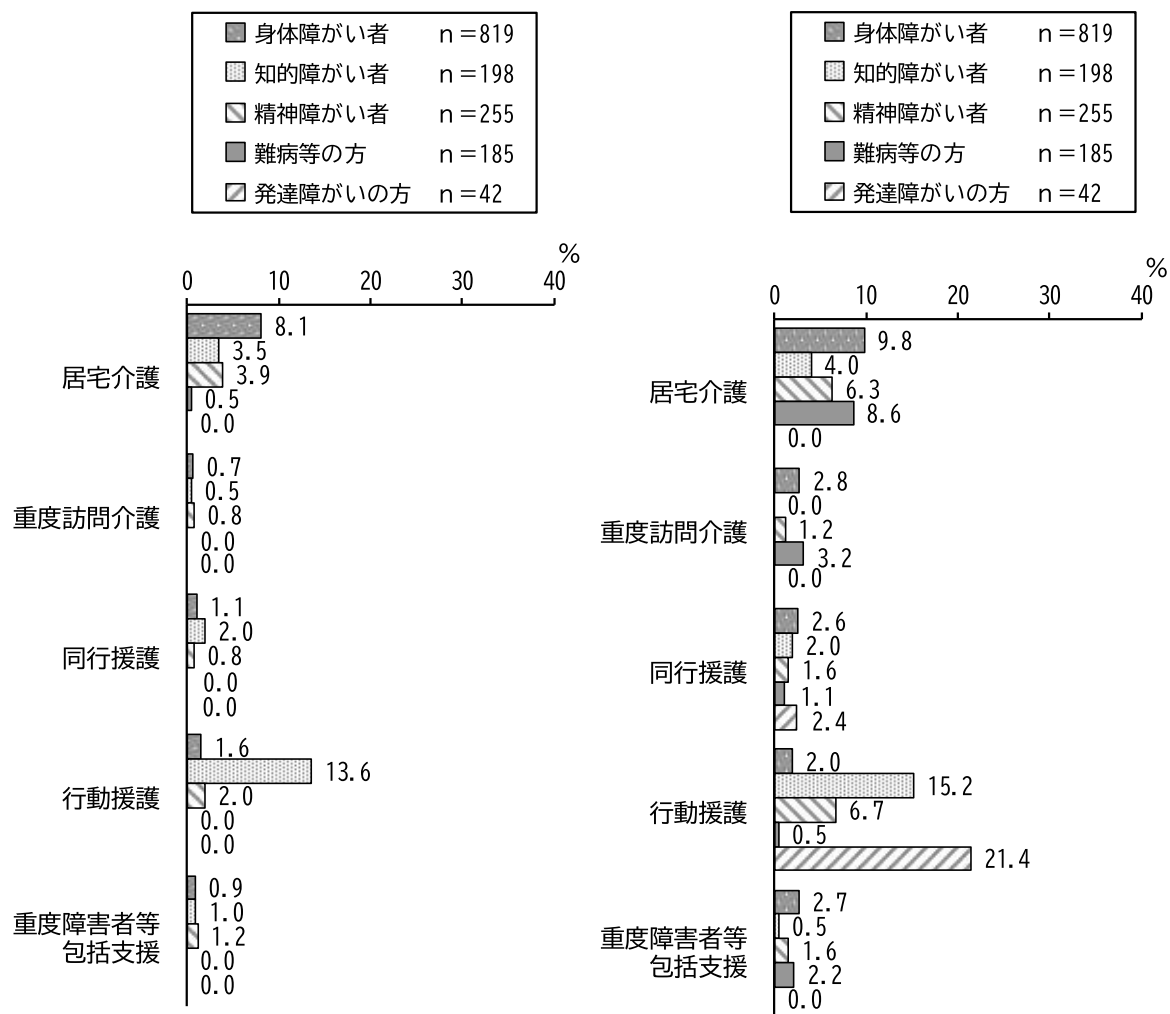 身体障がい者 n=819
知的障がい者 n=198
精神障がい者 n=255
難病等の方 n=185
発達障がいの方 n=42
%
0 10 20 30 40
居宅介護
8.1
3.5
3.9
0.5
0.0
重度訪問介護
0.7
0.5
0.8
0.0
0.0
同行援護
1.1
2.0
0.8
0.0
0.0
行動援護
1.6
13.6
2.0
0.0
0.0
重度障害者等
包括支援
0.9
1.0
1.2
0.0
0.0
身体障がい者 n=819
知的障がい者 n=198
精神障がい者 n=255
難病等の方 n=185
発達障がいの方 n=42
%
0 10 20 30 40
居宅介護
9.8
4.0
6.3
8.6
0.0
重度訪問介護
2.8
0.0
1.2
3.2
0.0
同行援護
2.6
2.0
1.6
1.1
2.4
行動援護
2.0
15.2
6.7
0.5
21.4
重度障害者等
包括支援
2.7
0.5
1.6
2.2
0.0